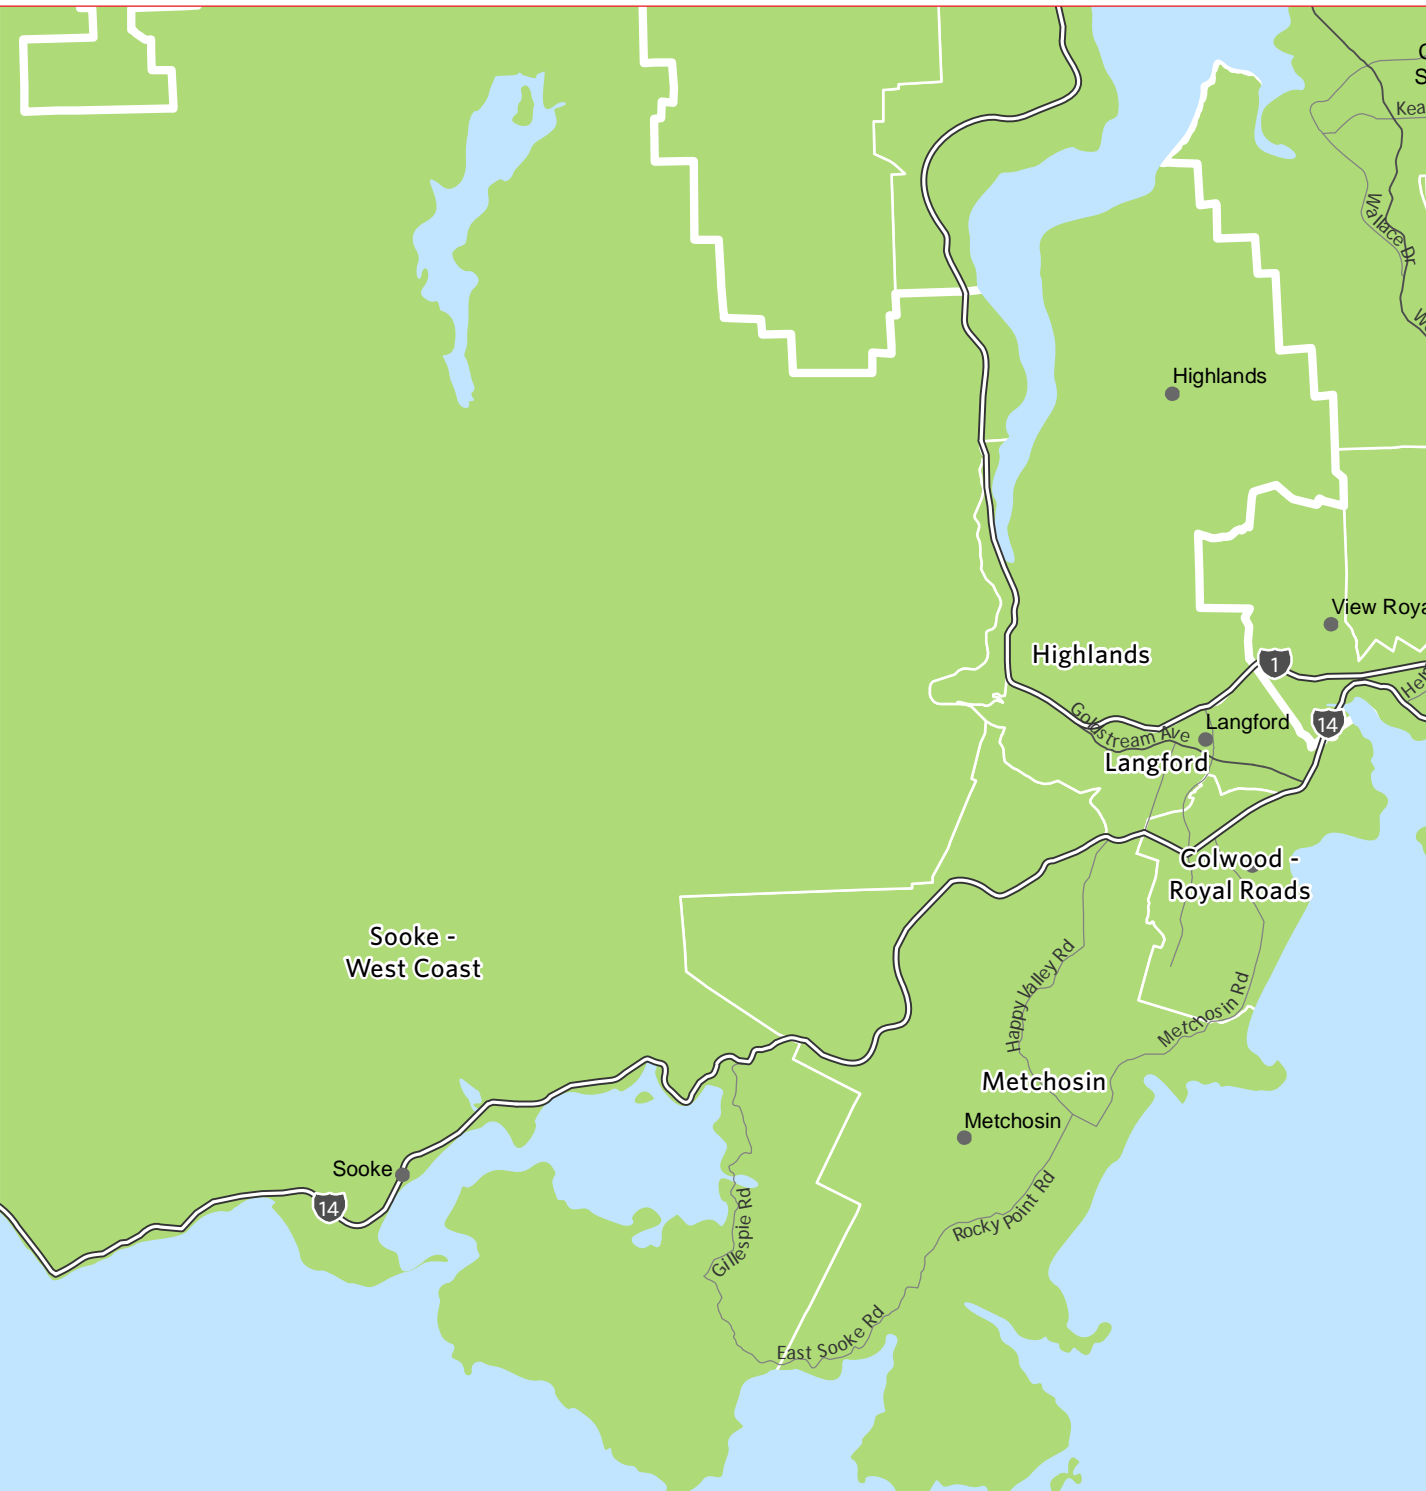 Kea
Wallace Dr
Highlands
View Roya
Highlands
1
Hels
Goldstream Ave
Langford
14
Langford
Colwood -
Royal Roads
Sooke -
West Coast
Happy Valley Rd
Metchosin Rd
Metchosin
Metchosin
Sooke
14
Gillespie Rd
Rocky Point Rd
East Sooke Rd